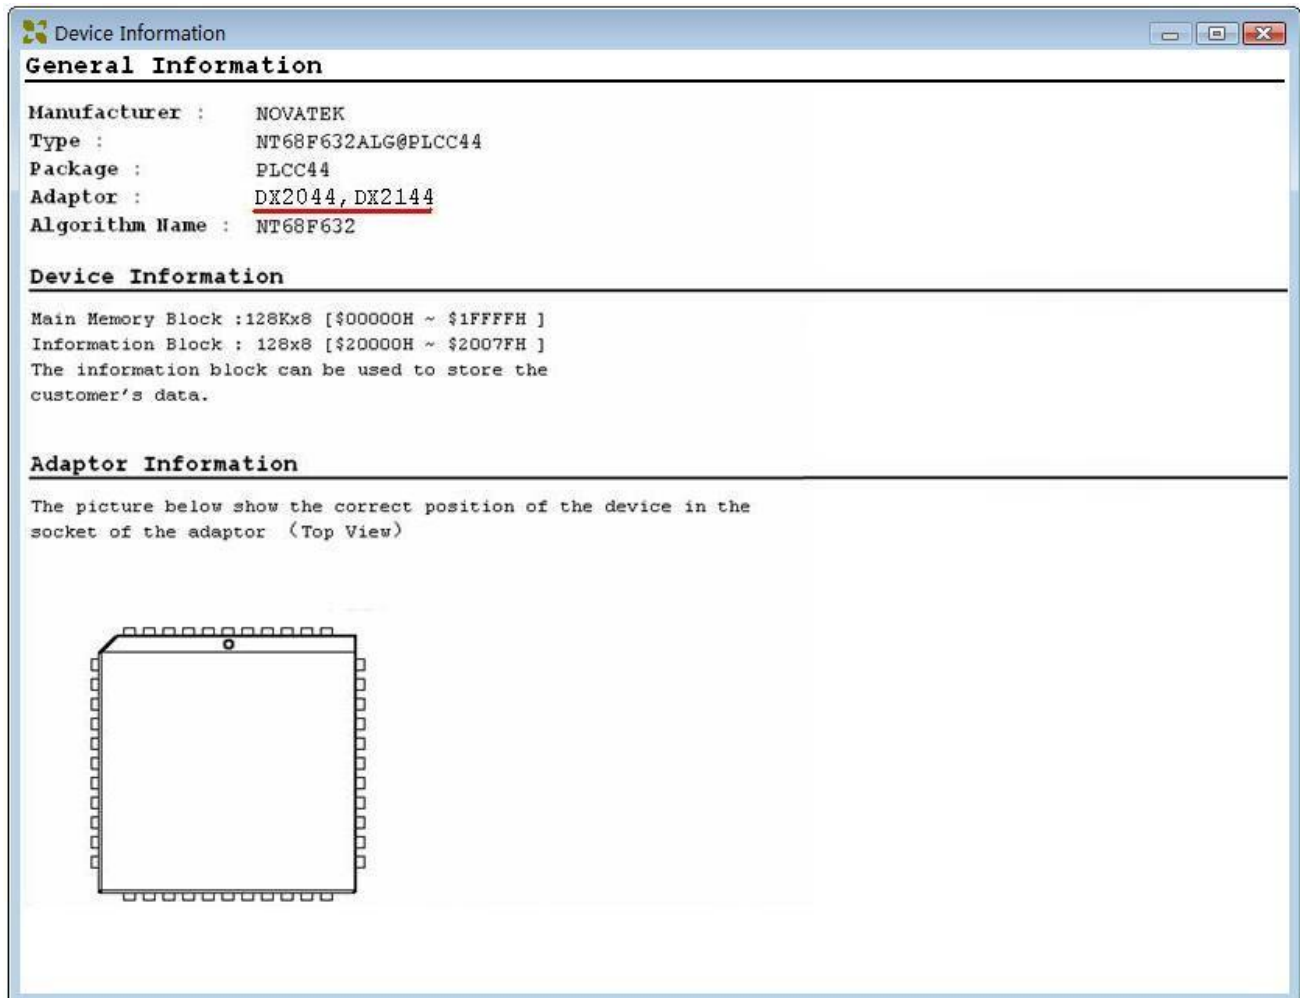 Device Information
General Information
Manufacturer : NOVATEK
Type : NT68F632ALG@PLCC44
Package : PLCC44
Adaptor : DX2044,DX2144
Algorithm Name : NT68F632
Device Information
Main Memory Block :128Kx8 [$00000H ~ $1FFFFH ]
Information Block : 128x8 [$20000H ~ $2007FH ]
The information block can be used to store the
customer's data.
Adaptor Information
The picture below show the correct position of the device in the
socket of the adaptor （Top View）